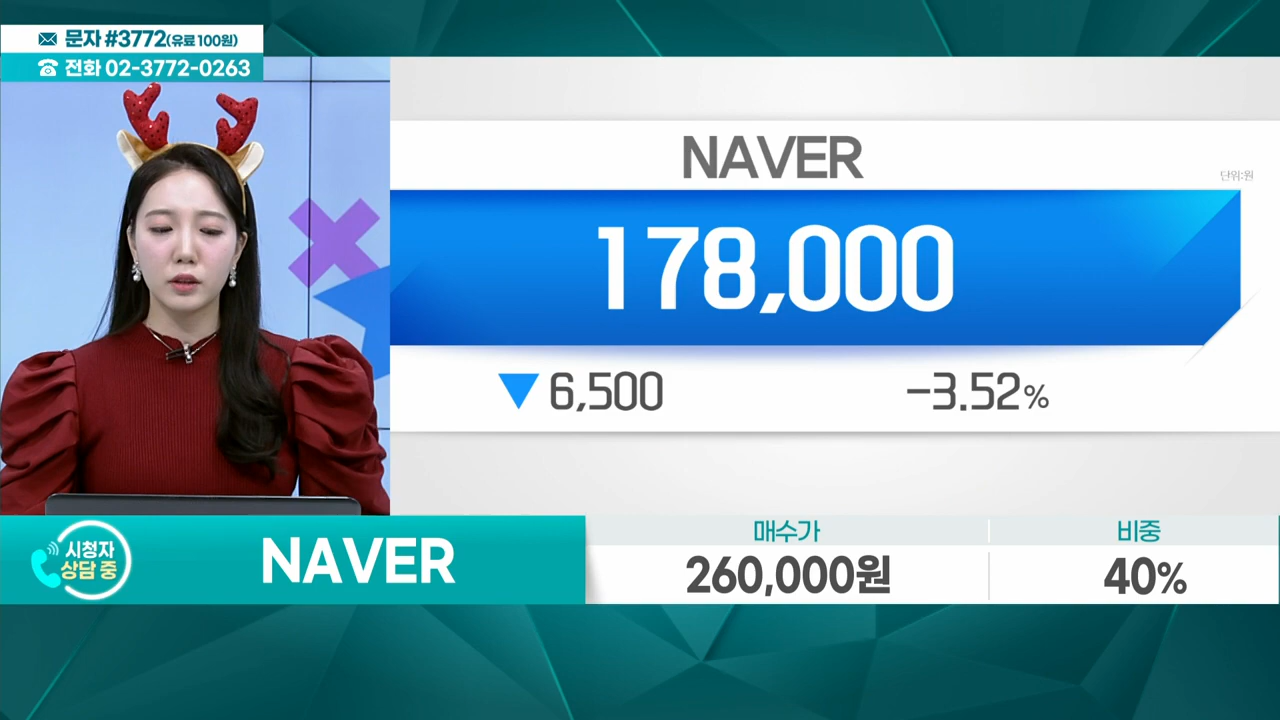 문자 #3772(유료 100원)
전화 02-3772-0263
NAVER
단위:원
178,000
▼ 6,500 -3.52%
시청자
상담 중
NAVER
매수가 비중
260,000원 40%